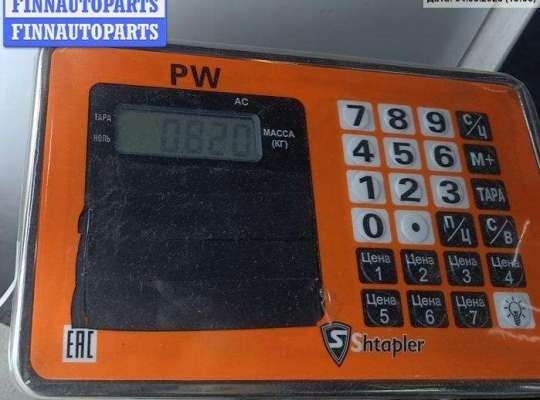 FINNAUTOPARTS
FINNAUTOPARTS
PW
AC
ТАРА
НОЛЬ
0.320
МАССА
(КГ)
7 8 9 С/Ц
4 5 6 М+
1 2 3 ТАРА
0 • П/Ц С/В
Цена 1 Цена 2 Цена 3 Цена 4
Цена 5 Цена 6 Цена 7
EAC
Shtapler